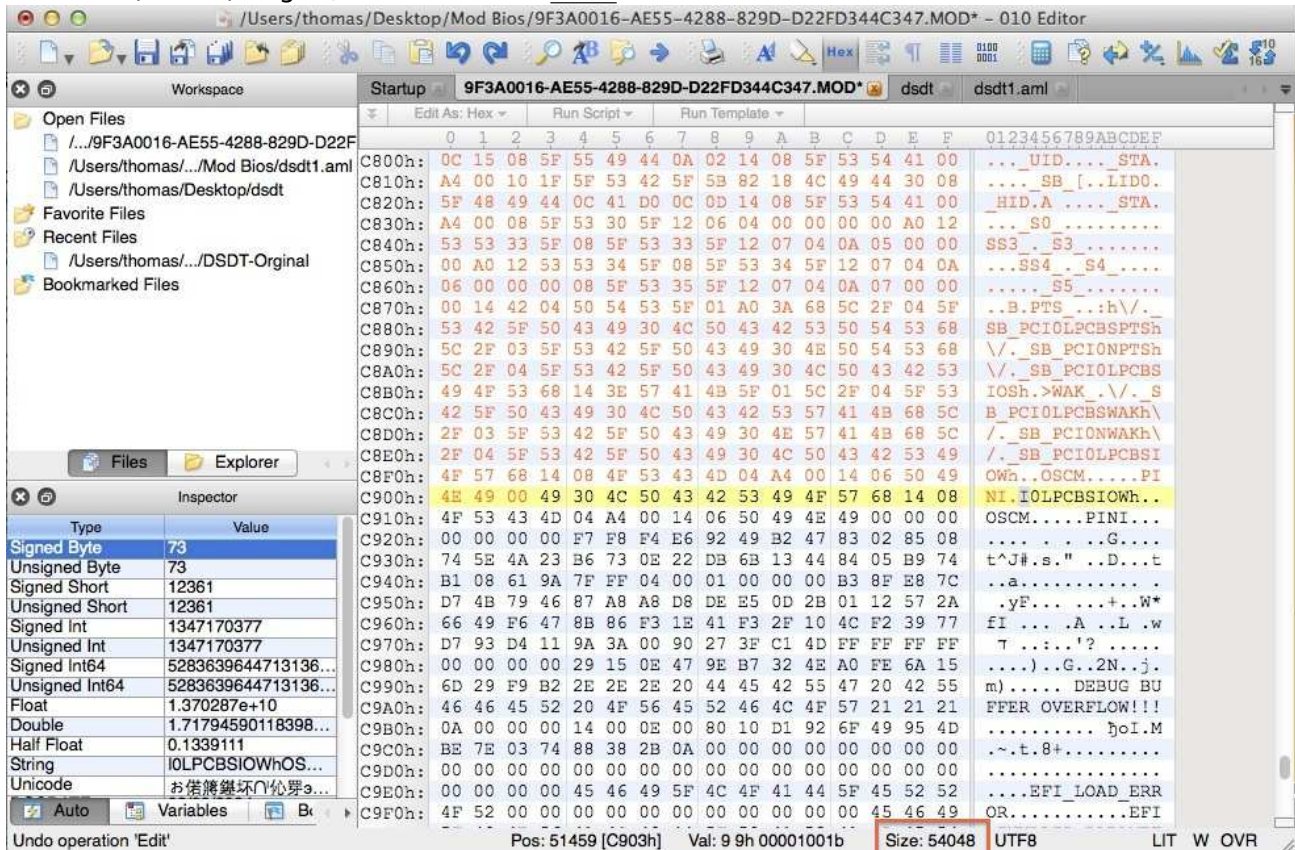 /Users/thomas/Desktop/Mod Bios/9F3A0016-AE55-4288-829D-D22FD344C347.MOD* - 010 Editor
Hex
Workspace
Open Files
/.../9F3A0016-AE55-4288-829D-D22F
/Users/thomas/.../Mod Bios/dsdt1.aml
/Users/thomas/Desktop/dsdt
Favorite Files
Recent Files
/Users/thomas/.../DSDT-Orginal
Bookmarked Files
Files Explorer
Inspector
Type Value
Signed Byte 73
Unsigned Byte 73
Signed Short 12361
Unsigned Short 12361
Signed Int 1347170377
Unsigned Int 1347170377
Signed Int64 5283639644713136...
Unsigned Int64 5283639644713136...
Float 1.370287e+10
Double 1.71794590118398...
Half Float 0.1339111
String I0LPCBSIOWhOS...
Unicode
Auto Variables
Startup 9F3A0016-AE55-4288-829D-D22FD344C347.MOD* dsdt dsdt1.aml
Edit As: Hex Run Script Run Template
0 1 2 3 4 5 6 7 8 9 A B C D E F 0123456789ABCDEF
C800h: 0C 15 08 5F 55 49 44 0A 02 14 08 5F 53 54 41 00 ..._UID...._STA.
C810h: A4 00 10 1F 5F 53 42 5F 5B 82 18 4C 49 44 30 08 ...._SB_[..LID0.
C820h: 5F 48 49 44 0C 41 D0 0C 0D 14 08 5F 53 54 41 00 _HID.A ...._STA.
C830h: A4 00 08 5F 53 30 5F 12 06 04 00 00 00 00 A0 12 ..._S0_.........
C840h: 53 53 33 5F 08 5F 53 33 5F 12 07 04 0A 05 00 00 SS3_._S3_.......
C850h: 00 A0 12 53 53 34 5F 08 5F 53 34 5F 12 07 04 0A ...SS4_._S4_....
C860h: 06 00 00 00 08 5F 53 35 5F 12 07 04 0A 07 00 00 ....._S5_.......
C870h: 00 14 42 04 50 54 53 5F 01 A0 3A 68 5C 2F 04 5F ..B.PTS_..:h\/._
C880h: 53 42 5F 50 43 49 30 4C 50 43 42 53 50 54 53 68 SB_PCI0LPCBSPTSh
C890h: 5C 2F 03 5F 53 42 5F 50 43 49 30 4E 50 54 53 68 \/._SB_PCI0NPTSh
C8A0h: 5C 2F 04 5F 53 42 5F 50 43 49 30 4C 50 43 42 53 \/._SB_PCI0LPCBS
C8B0h: 49 4F 53 68 14 3E 57 41 4B 5F 01 5C 2F 04 5F 53 IOSh.>WAK_.\/._S
C8C0h: 42 5F 50 43 49 30 4C 50 43 42 53 57 41 4B 68 5C B_PCI0LPCBSWAKh\
C8D0h: 2F 03 5F 53 42 5F 50 43 49 30 4E 57 41 4B 68 5C /._SB_PCI0NWAKh\
C8E0h: 2F 04 5F 53 42 5F 50 43 49 30 4C 50 43 42 53 49 /._SB_PCI0LPCBSI
C8F0h: 4F 57 68 14 08 4F 53 43 4D 04 A4 00 14 06 50 49 OWh..OSCM.....PI
C900h: 4E 49 00 49 30 4C 50 43 42 53 49 4F 57 68 14 08 NI.I0LPCBSIOWh..
C910h: 4F 53 43 4D 04 A4 00 14 06 50 49 4E 49 00 00 00 OSCM.....PINI...
C920h: 00 00 00 00 F7 F8 F4 E6 92 49 B2 47 83 02 85 08 .... . . ..G....
C930h: 74 5E 4A 23 B6 73 0E 22 DB 6B 13 44 84 05 B9 74 t^J#.s." ..D...t
C940h: B1 08 61 9A 7F FF 04 00 01 00 00 00 B3 8F E8 7C ..a........... .
C950h: D7 4B 79 46 87 A8 A8 D8 DE E5 0D 2B 01 12 57 2A .yF... ...+..W*
C960h: 66 49 F6 47 8B 86 F3 1E 41 F3 2F 10 4C F2 39 77 fI ... .A ..L .w
C970h: D7 93 D4 11 9A 3A 00 90 27 3F C1 4D FF FF FF FF ..:..'? .....
C980h: 00 00 00 00 29 15 0E 47 9E B7 32 4E A0 FE 6A 15 ....)..G..2N..j.
C990h: 6D 29 F9 B2 2E 2E 2E 20 44 45 42 55 47 20 42 55 m)..... DEBUG BU
C9A0h: 46 46 45 52 20 4F 56 45 52 46 4C 4F 57 21 21 21 FFER OVERFLOW!!!
C9B0h: 0A 00 00 00 14 00 0E 00 80 10 D1 92 6F 49 95 4D .......... ђoI.M
C9C0h: BE 7E 03 74 88 38 2B 0A 00 00 00 00 00 00 00 00 .~.t.8+.........
C9D0h: 00 00 00 00 00 00 00 00 00 00 00 00 00 00 00 00 ................
C9E0h: 00 00 00 00 45 46 49 5F 4C 4F 41 44 5F 45 52 52 ....EFI_LOAD_ERR
C9F0h: 4F 52 00 00 00 00 00 00 00 00 00 00 00 45 46 49 OR...........EFI
Undo operation 'Edit' Pos: 51459 [C903h] Val: 9 9h 00001001b Size: 54048 UTF8 LIT W OVR